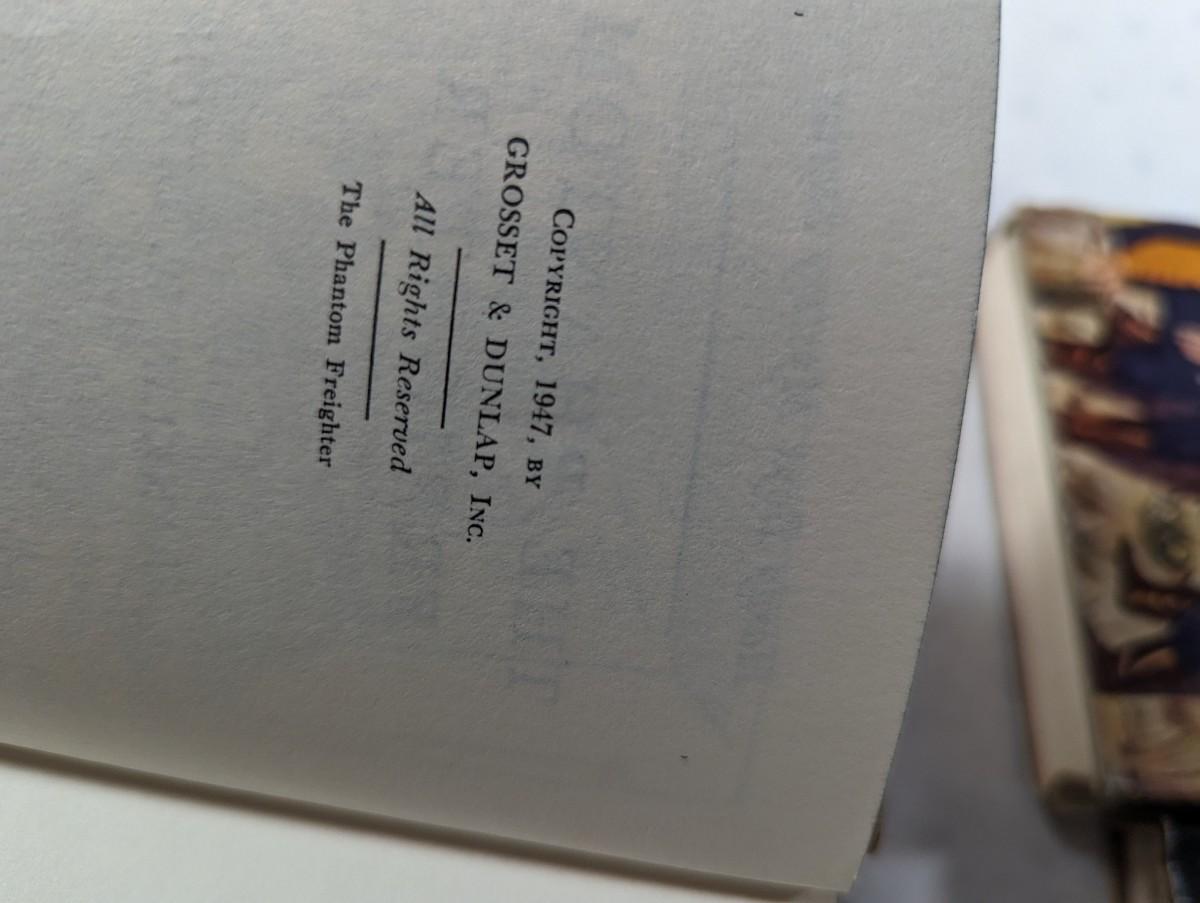 Copyright, 1947, by
GROSSET & DUNLAP, Inc.
All Rights Reserved
The Phantom Freighter